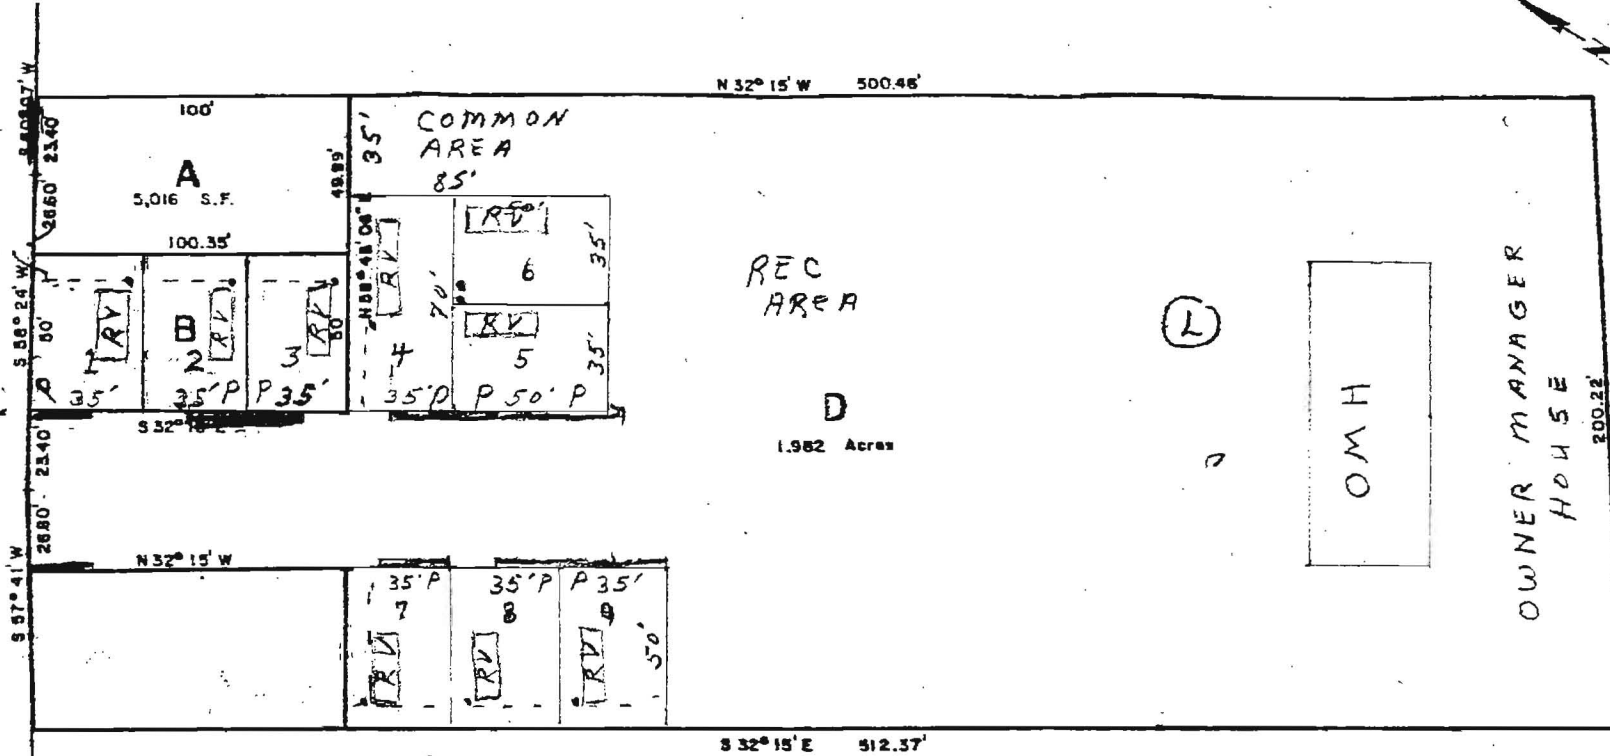 N
N 32° 15' W 500.46'
100'
A
5,016 S.F.
100.35'
23.40'
26.60'
49.99'
35'
COMMON
AREA
85'
S 58° 24' W
50'
RV
RV
RV
B
1
2
3
50'
P 35'
35' P
P 35'
RV
70'
4
35' P
RV
50'
6
35'
RV
5
35'
P 50' P
REC
AREA
L
D
1.982 Acres
OMH
OWNER MANAGER
HOUSE
200.22'
23.40'
26.80'
S 57° 41' W
N 32° 15' W
35' P
7
RV
35' P
8
RV
P 35'
9
RV
50'
S 32° 15' E 512.37'